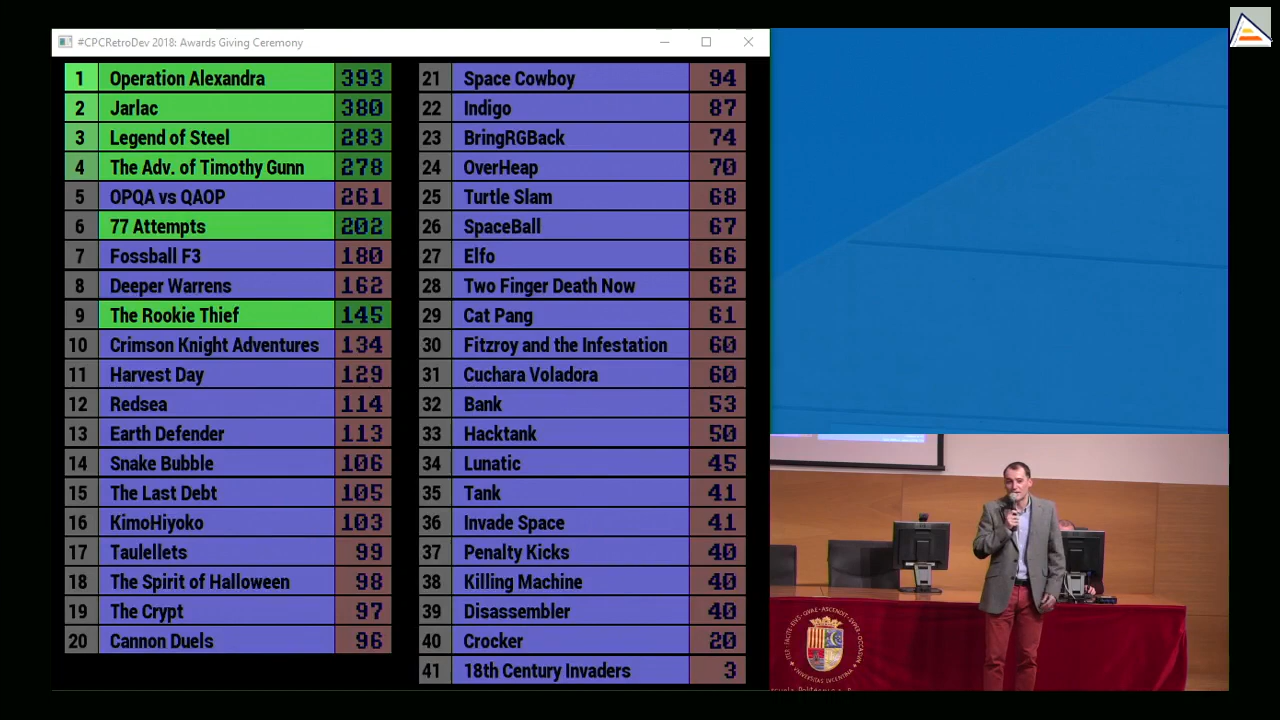 #CPCRetroDev 2018: Awards Giving Ceremony
1 Operation Alexandra 393
2 Jarlac 380
3 Legend of Steel 283
4 The Adv. of Timothy Gunn 278
5 OPQA vs QAOP 261
6 77 Attempts 202
7 Fossball F3 180
8 Deeper Warrens 162
9 The Rookie Thief 145
10 Crimson Knight Adventures 134
11 Harvest Day 129
12 Redsea 114
13 Earth Defender 113
14 Snake Bubble 106
15 The Last Debt 105
16 KimoHiyoko 103
17 Taulellets 99
18 The Spirit of Halloween 98
19 The Crypt 97
20 Cannon Duels 96
21 Space Cowboy 94
22 Indigo 87
23 BringRGBack 74
24 OverHeap 70
25 Turtle Slam 68
26 SpaceBall 67
27 Elfo 66
28 Two Finger Death Now 62
29 Cat Pang 61
30 Fitzroy and the Infestation 60
31 Cuchara Voladora 60
32 Bank 53
33 Hacktank 50
34 Lunatic 45
35 Tank 41
36 Invade Space 41
37 Penalty Kicks 40
38 Killing Machine 40
39 Disassembler 40
40 Crocker 20
41 18th Century Invaders 3
UNIVERSITAS LUCENTINA